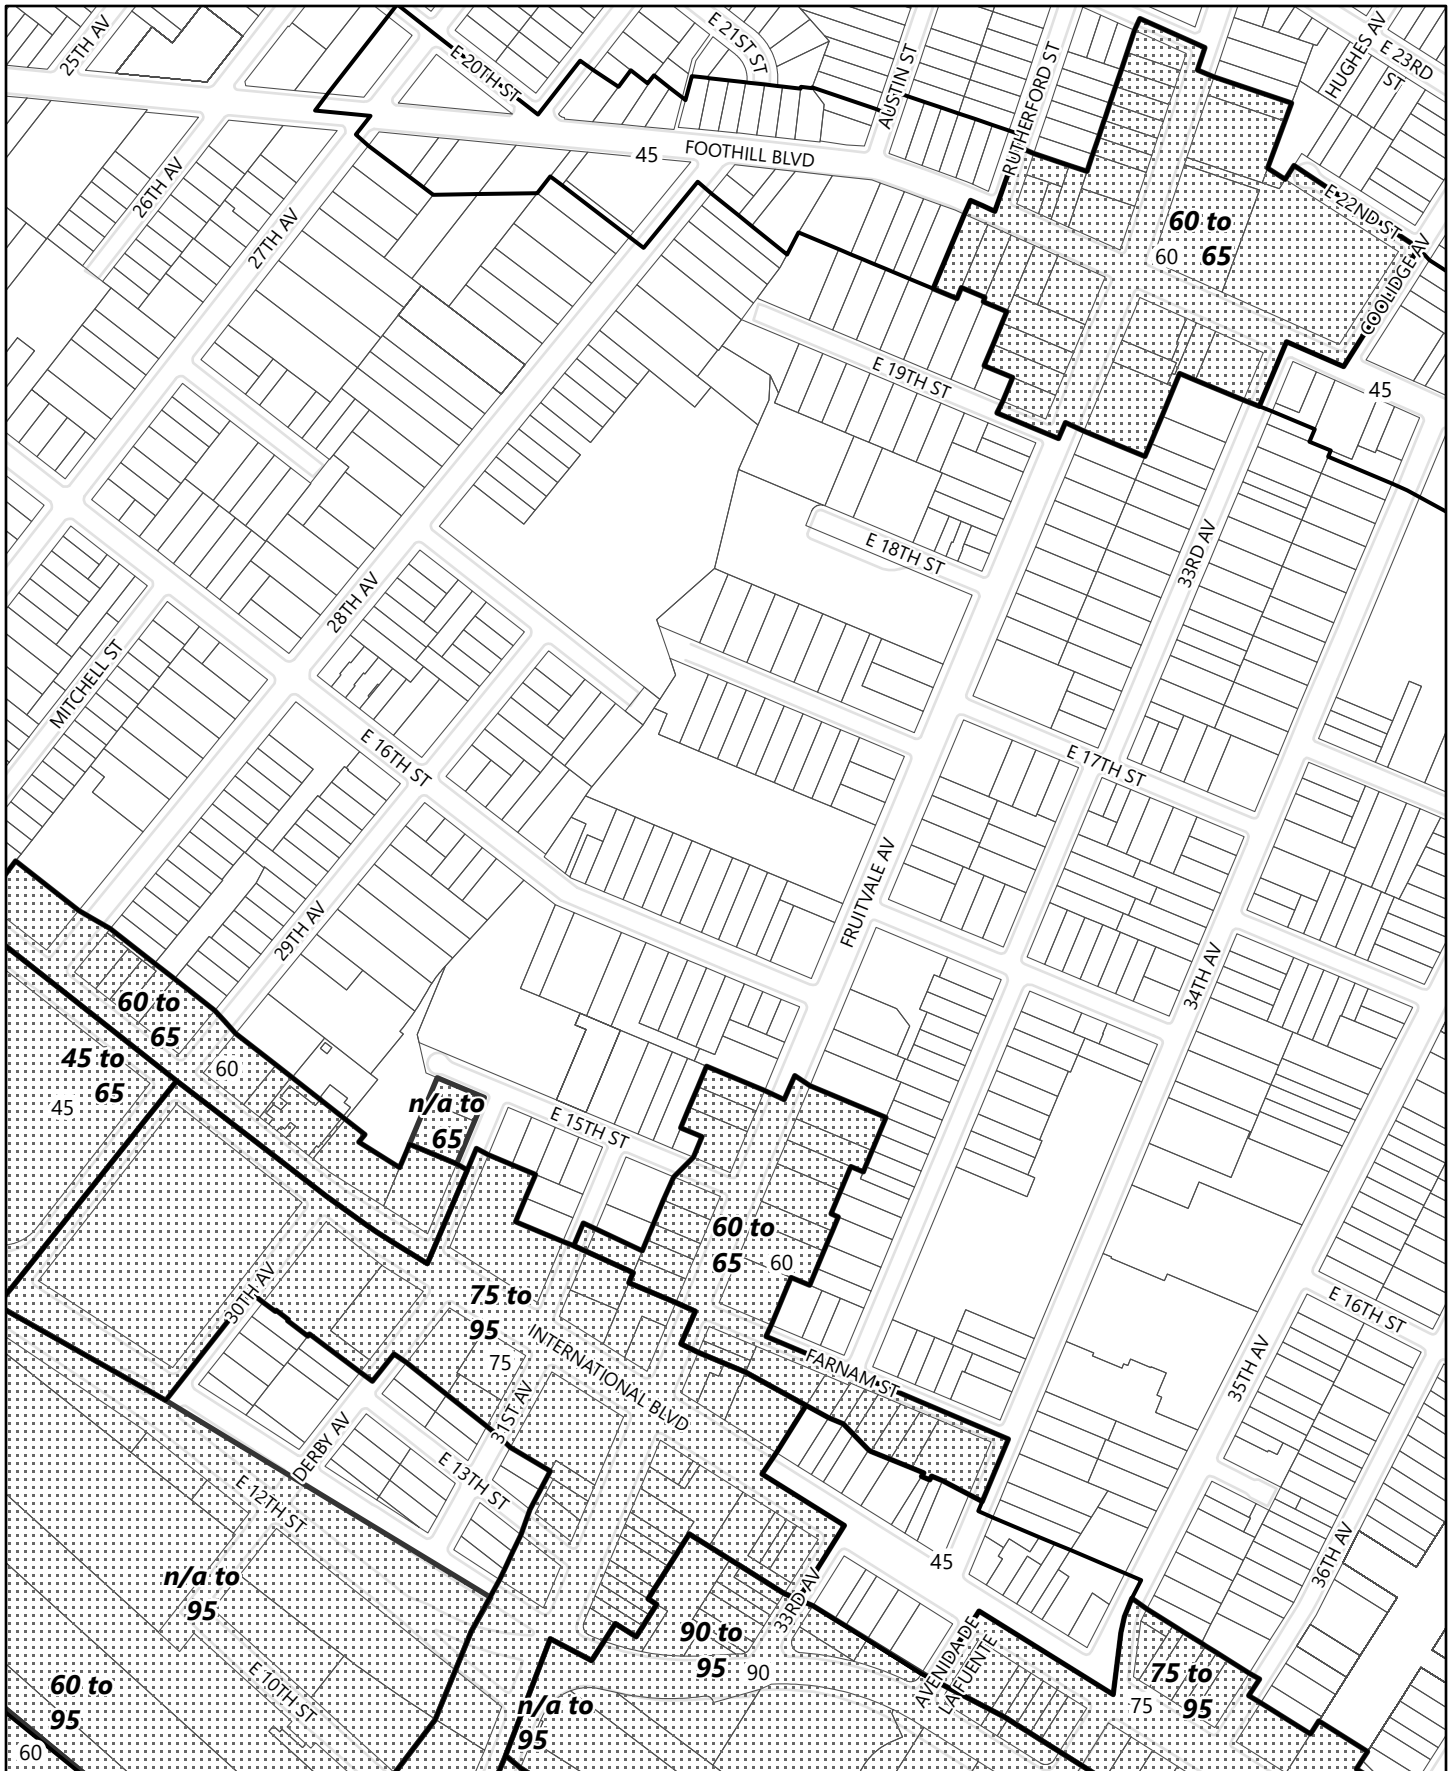 25TH AV
E 20TH ST
E 21ST ST
AUSTIN ST
RUTHERFORD ST
HUGHES AV
E 23RD
ST
45
FOOTHILL BLVD
26TH AV
27TH AV
E 22ND ST
60 to
65
60
COOLIDGE AV
E 19TH ST
45
E 18TH ST
33RD AV
28TH AV
MITCHELL ST
E 16TH ST
E 17TH ST
FRUITVALE AV
29TH AV
34TH AV
60 to
65
45 to
65
60
45
n/a to
65
E 15TH ST
60 to
65
60
30TH AV
75 to
95
75
INTERNATIONAL BLVD
E 16TH ST
FARNAM ST
35TH AV
31ST AV
DERBY AV
E 13TH ST
E 12TH ST
45
36TH AV
n/a to
95
33RD AV
90 to
95
90
AVENIDA DE
LA FUENTE
75 to
95
75
E 10TH ST
60 to
95
n/a to
95
60